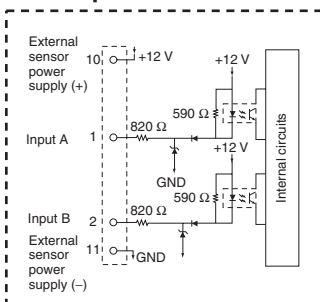 External
sensor
power
supply (+)
10
+12 V
+12 V
590 Ω
Input A
1
820 Ω
+12 V
GND
590 Ω
Input B
2
820 Ω
External
sensor
power
supply (−)
11
GND
Internal circuits